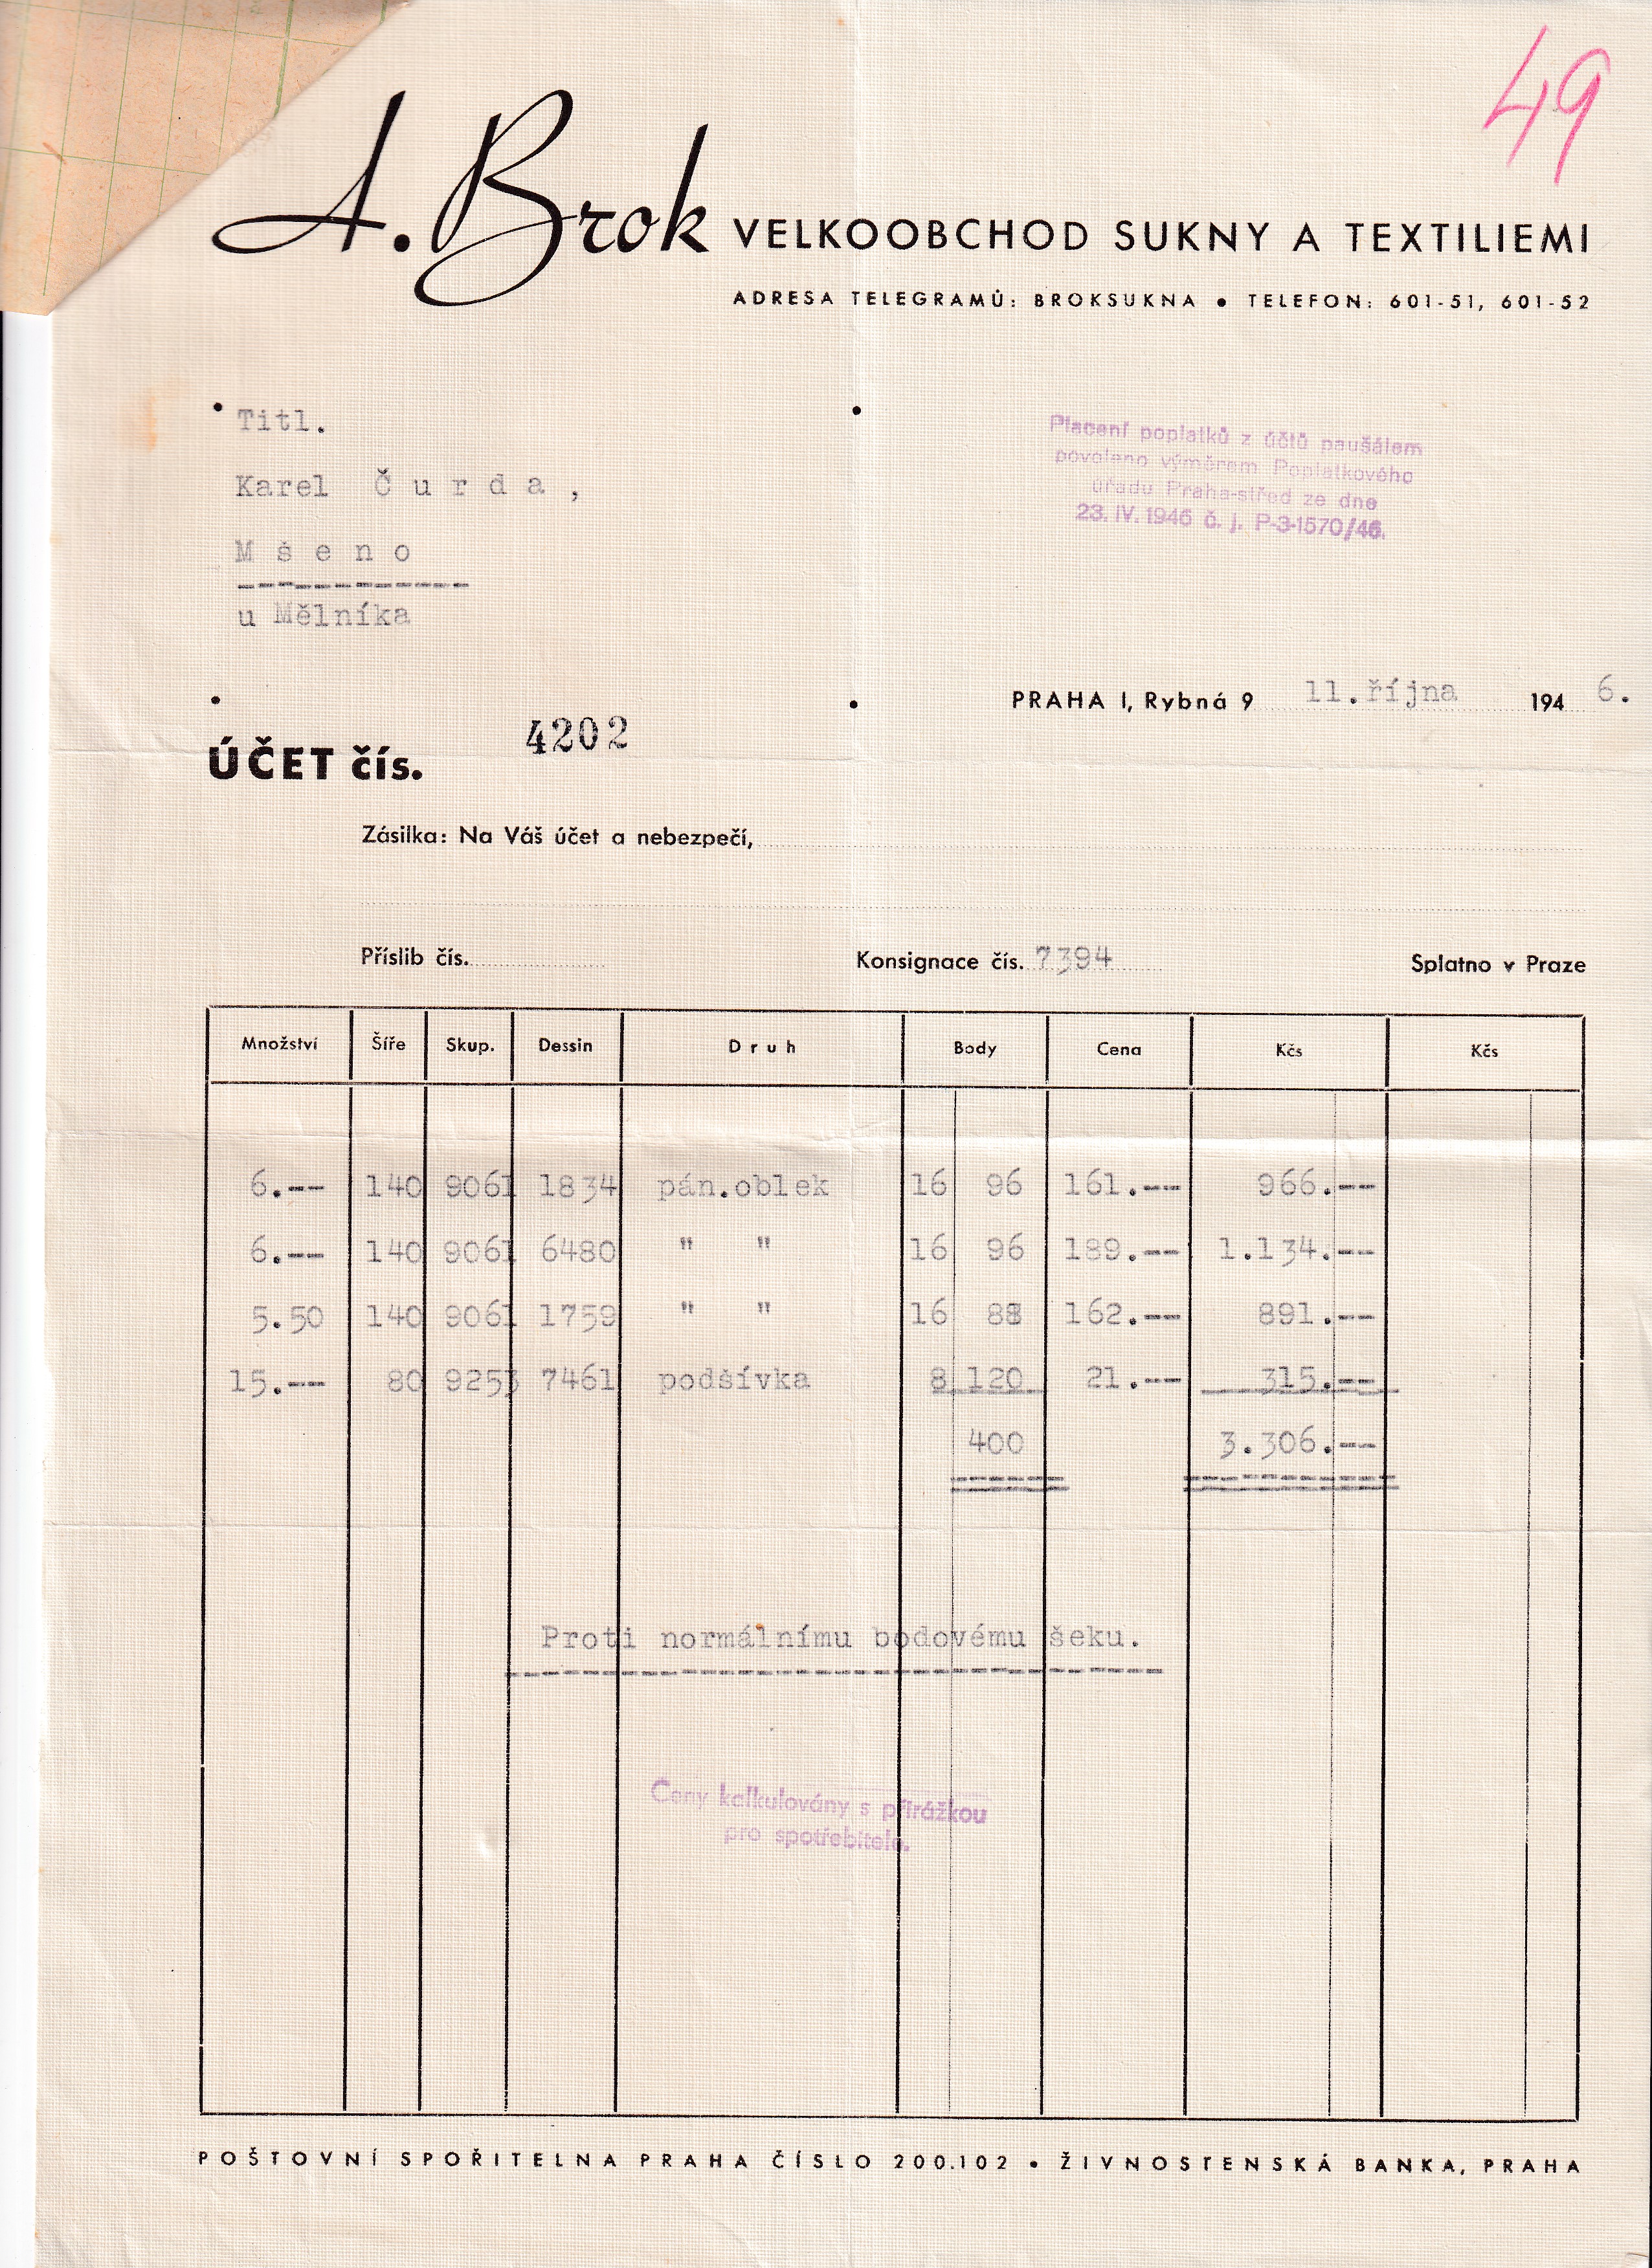 49
A. Brok VELKOOBCHOD SUKNY A TEXTILIEMI
ADRESA TELEGRAMŮ: BROKSUKNA • TELEFON: 601-51, 601-52
Titl.
Karel Čurda,
Mšeno
u Mělníka
Placení poplatků z účtů paušálem
povoleno výměrem Poplatkového
úřadu Praha-střed ze dne
23. IV. 1946 č. j. P-3-1570/46.
PRAHA I, Rybná 9 11.října 194 6.
ÚČET čís. 4202
Zásilka: Na Váš účet a nebezpečí,
Příslib čís. Konsignace čís. 7394 Splatno v Praze
Množství Šíře Skup. Dessin Druh Body Cena Kčs Kčs
6.-- 140 9061 1834 pán.oblek 16 96 161.-- 966.--
6.-- 140 9061 6480 " " 16 96 189.-- 1.134.--
5.50 140 9061 1759 " " 16 88 162.-- 891.--
15.-- 80 9253 7461 podšívka 8 120 21.-- 315.--
400 3.306.--
Proti normálnímu bodovému šeku.
Ceny kalkulovány s přirážkou
pro spotřebitele.
POŠTOVNÍ SPOŘITELNA PRAHA ČÍSLO 200.102 • ŽIVNOSTENSKÁ BANKA, PRAHA